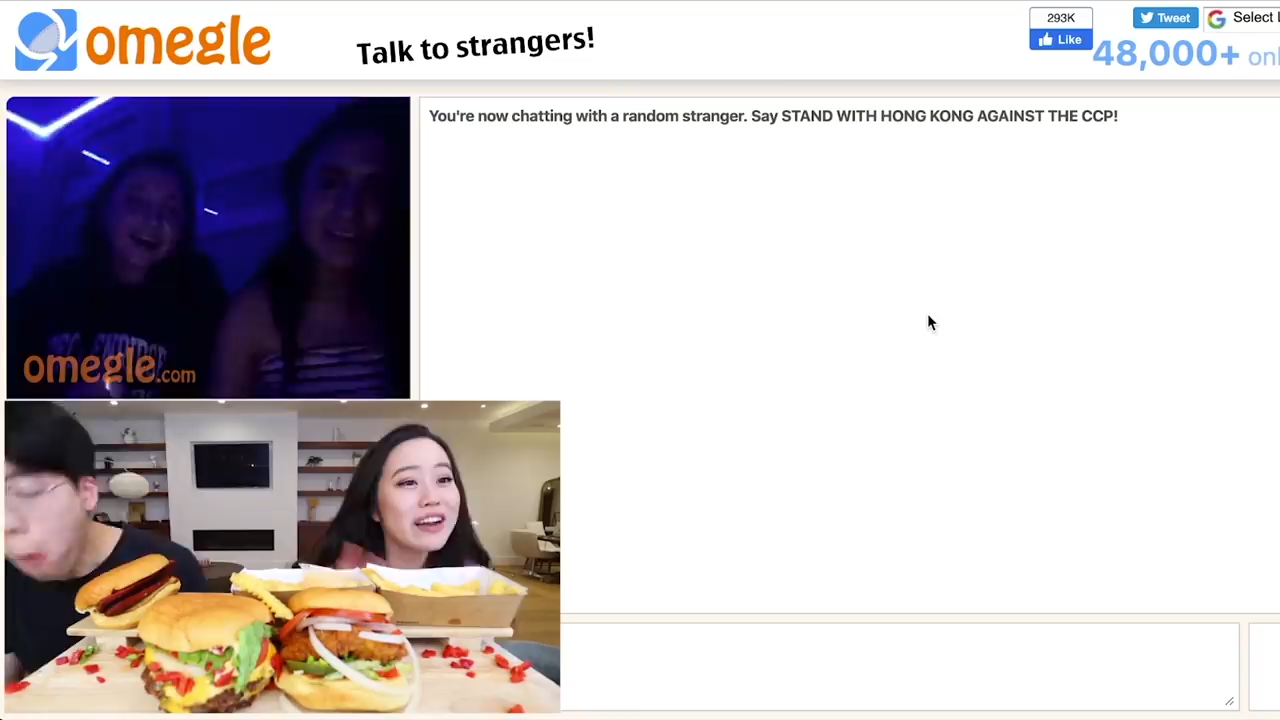 omegle
Talk to strangers!
293K
Like
Tweet
Select
48,000+ onl
You're now chatting with a random stranger. Say STAND WITH HONG KONG AGAINST THE CCP!
omegle.com